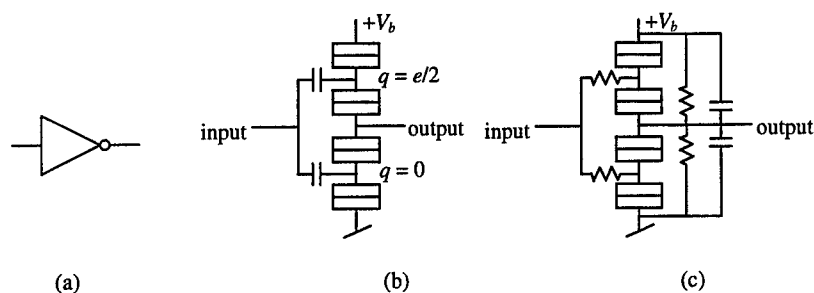 +V_b
q = e/2
input
output
q = 0
+V_b
input
output
(a)
(b)
(c)